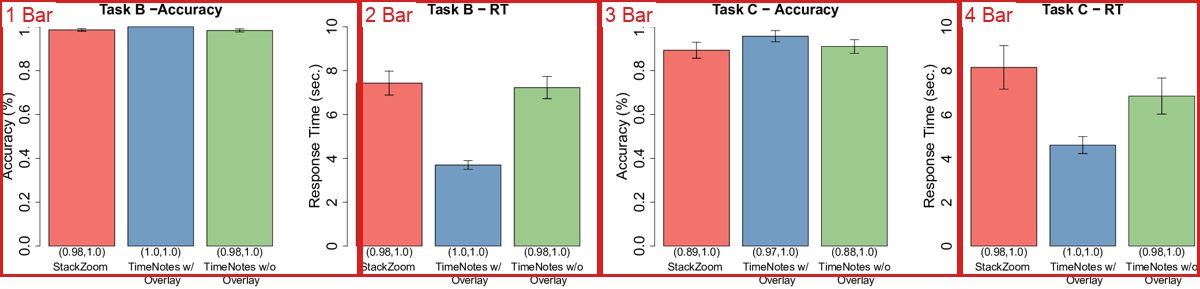 1 Bar
Task B −Accuracy
Accuracy (%)
0.0
0.2
0.4
0.6
0.8
1.
(0.98,1.0)
(1.0,1.0)
(0.98,1.0)
StackZoom
TimeNotes w/
Overlay
TimeNotes w/o
Overlay
2 Bar
Task B − RT
Response Time (sec.)
0
2
4
6
8
10
(0.98,1.0)
(1.0,1.0)
(0.98,1.0)
StackZoom
TimeNotes w/
Overlay
TimeNotes w/o
Overlay
3 Bar
Task C − Accuracy
Accuracy (%)
0.0
0.2
0.4
0.6
0.8
1.
(0.89,1.0)
(0.97,1.0)
(0.88,1.0)
StackZoom
TimeNotes w/
Overlay
TimeNotes w/o
Overlay
4 Bar
Task C − RT
Response Time (sec.)
0
2
4
6
8
10
(0.98,1.0)
(1.0,1.0)
(0.98,1.0)
StackZoom
TimeNotes w/
Overlay
TimeNotes w/o
Overlay